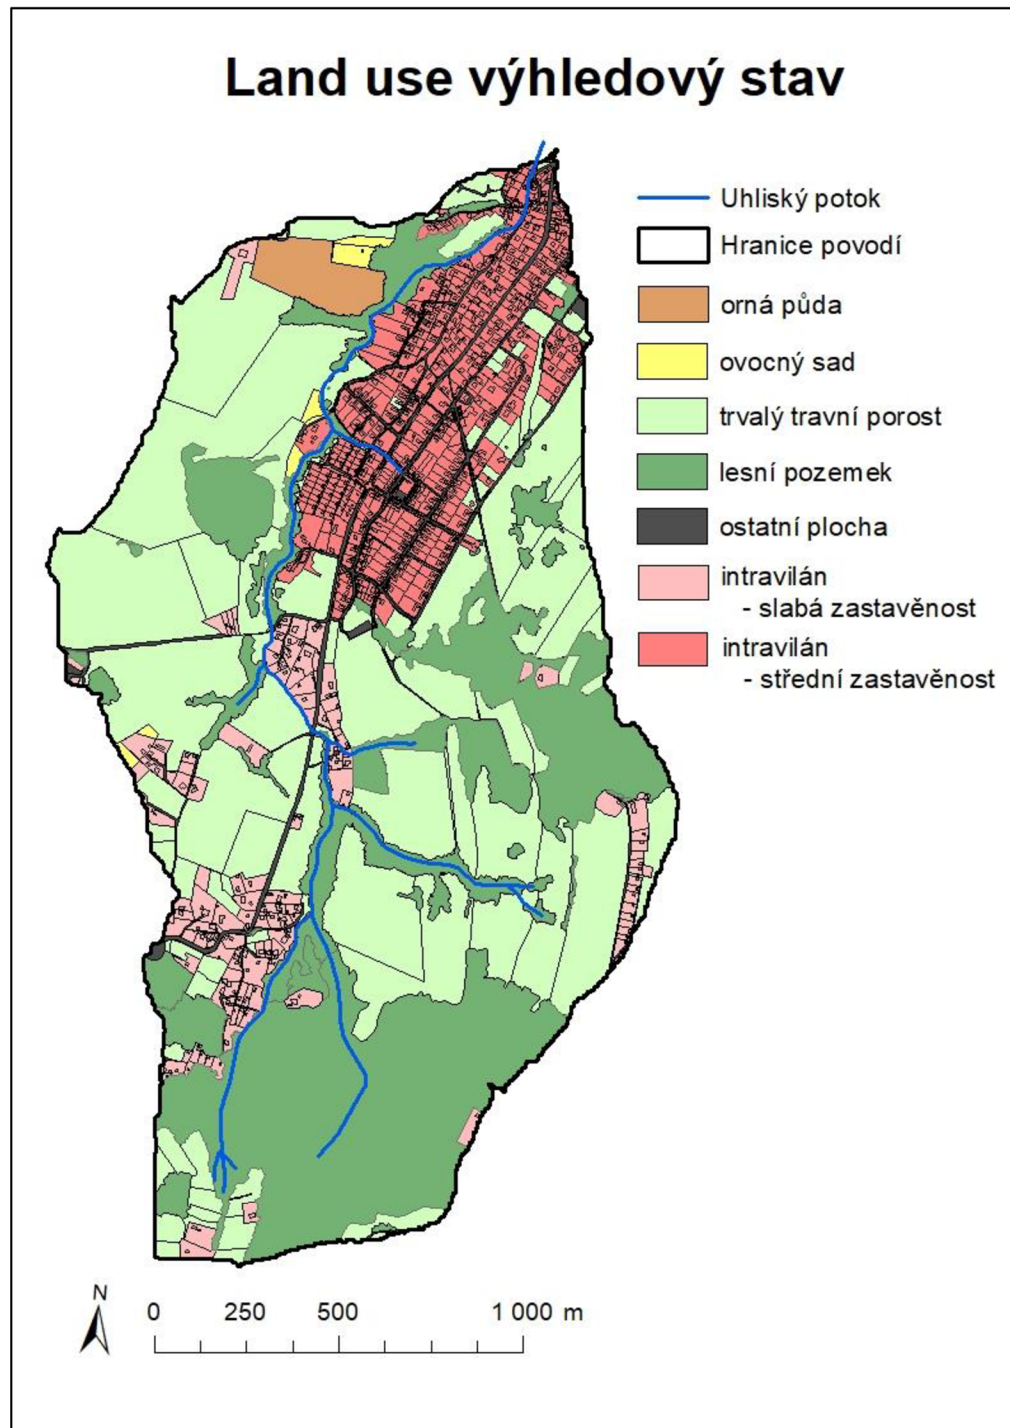 Land use výhledový stav
Uhliský potok
Hranice povodí
orná půda
ovocný sad
trvalý travní porost
lesní pozemek
ostatní plocha
intravilán
- slabá zastavěnost
intravilán
- střední zastavěnost
N
0 250 500 1 000 m